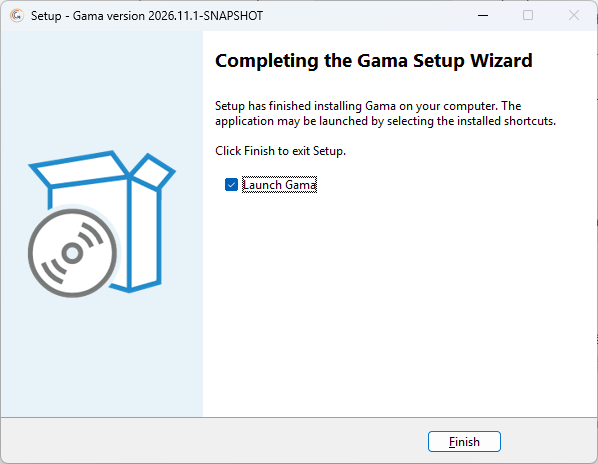 Setup - Gama version 2026.11.1-SNAPSHOT
Completing the Gama Setup Wizard
Setup has finished installing Gama on your computer. The
application may be launched by selecting the installed shortcuts.
Click Finish to exit Setup.
Launch Gama
Finish